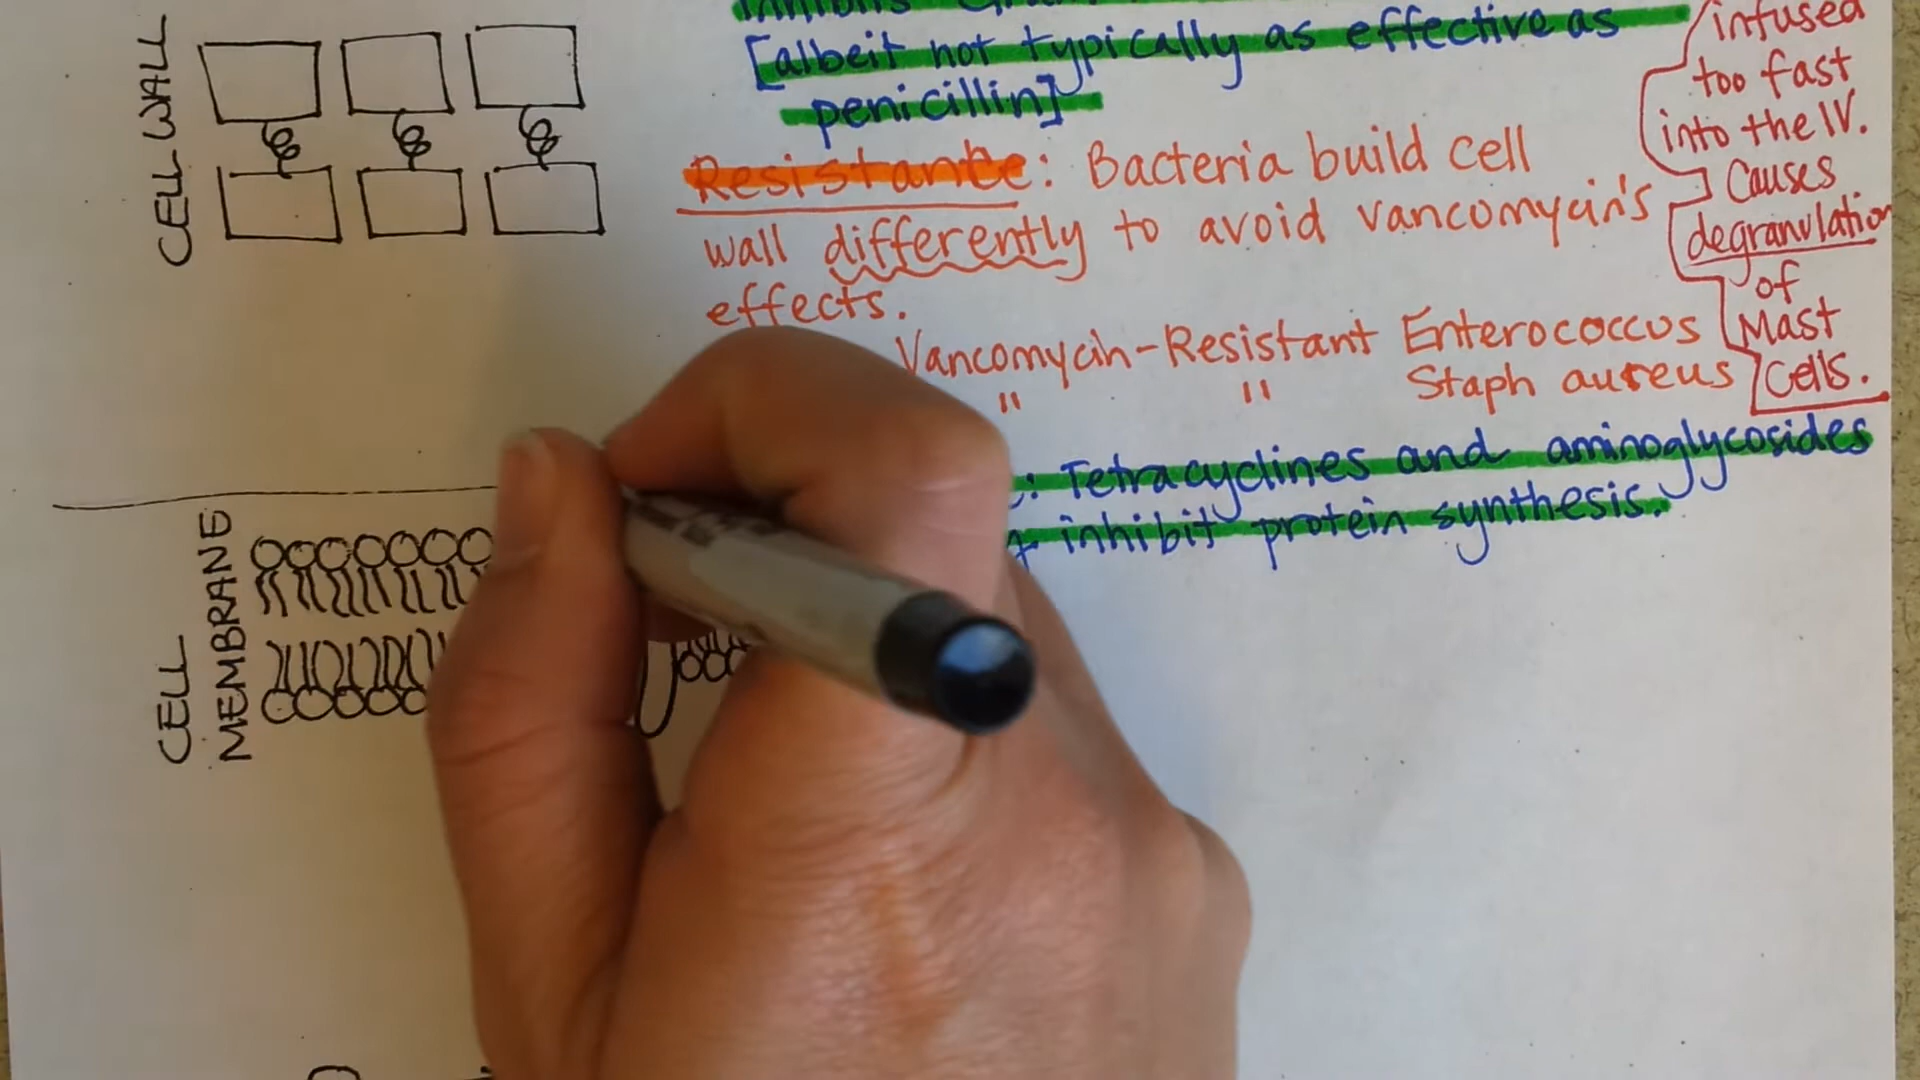 CELL WALL
[albeit not typically as effective as
penicillin]
Resistance: Bacteria build cell
wall differently to avoid vancomycin's
effects.
Vancomycin-Resistant Enterococcus
" " Staph aureus
infused
too fast
into the IV.
Causes
degranulation
of
Mast
Cells.
: Tetracyclines and aminoglycosides
inhibit protein synthesis.
CELL
MEMBRANE